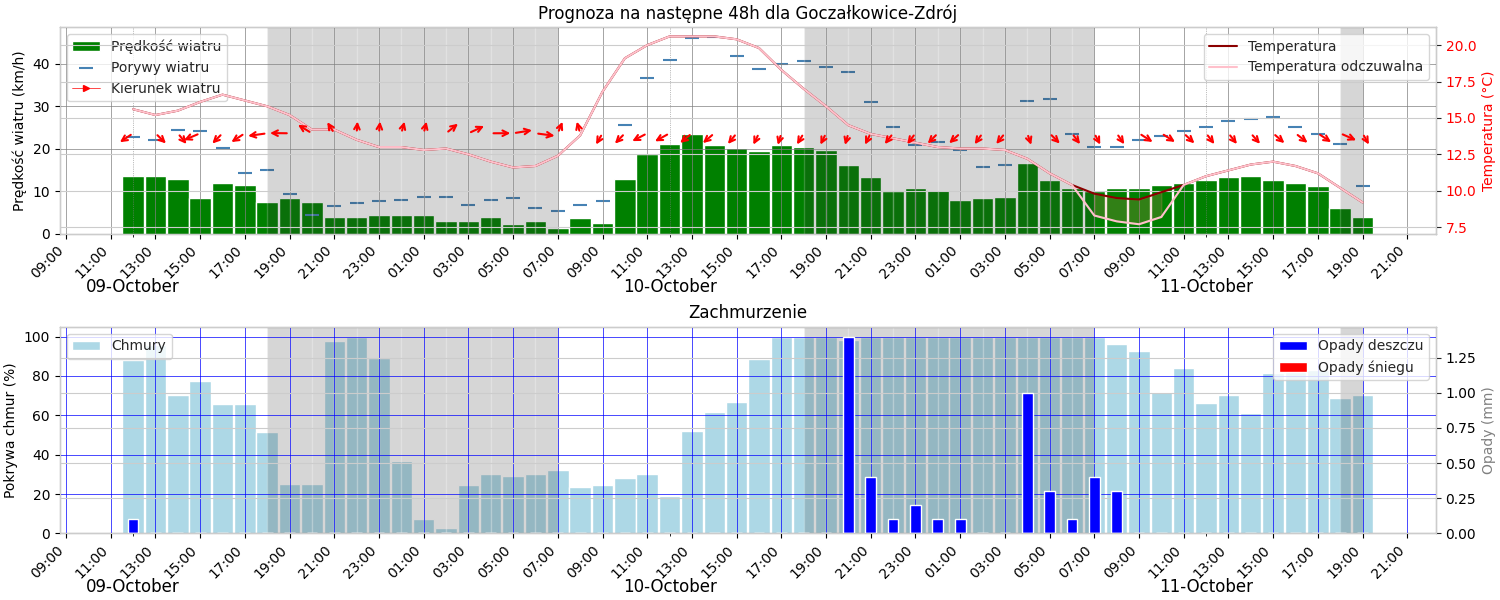 Prognoza na następne 48h dla Goczałkowice-Zdrój
Prędkość wiatru (km/h)
40
30
20
10
0
Prędkość wiatru
Porywy wiatru
Kierunek wiatru
Temperatura
Temperatura odczuwalna
20.0
17.5
15.0
12.5
10.0
7.5
Temperatura (°C)
09:00 11:00 13:00 15:00 17:00 19:00 21:00 23:00 01:00 03:00 05:00 07:00 09:00 11:00 13:00 15:00 17:00 19:00 21:00 23:00 01:00 03:00 05:00 07:00 09:00 11:00 13:00 15:00 17:00 19:00 21:00
09-October 10-October 11-October
Zachmurzenie
Pokrywa chmur (%)
100
80
60
40
20
0
Chmury
Opady deszczu
Opady śniegu
1.25
1.00
0.75
0.50
0.25
0.00
Opady (mm)
09:00 11:00 13:00 15:00 17:00 19:00 21:00 23:00 01:00 03:00 05:00 07:00 09:00 11:00 13:00 15:00 17:00 19:00 21:00 23:00 01:00 03:00 05:00 07:00 09:00 11:00 13:00 15:00 17:00 19:00 21:00
09-October 10-October 11-October